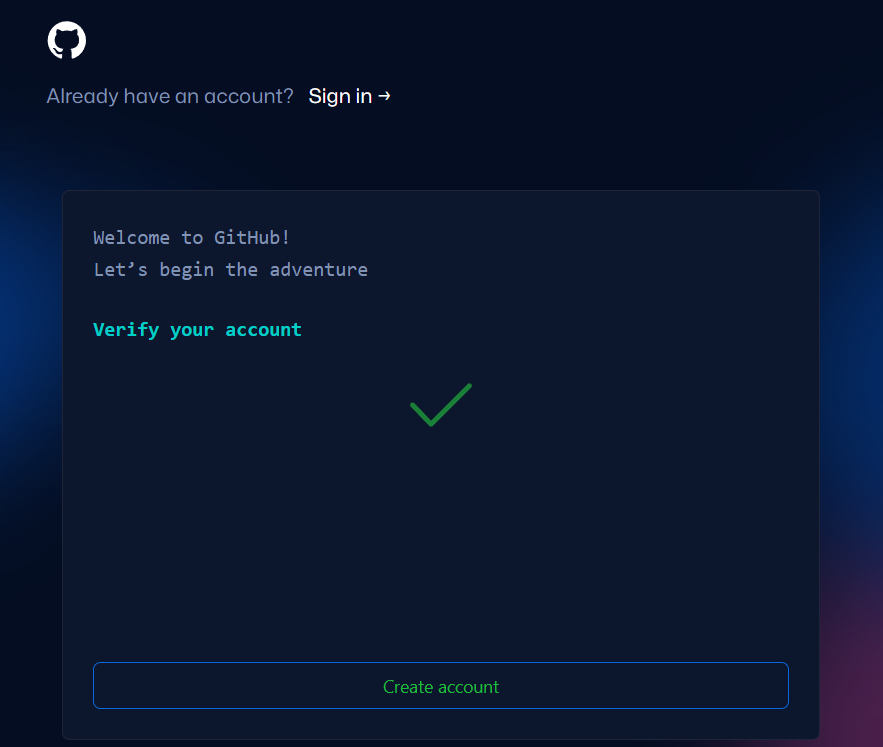 Already have an account? Sign in →
Welcome to GitHub!
Let’s begin the adventure
Verify your account
Create account